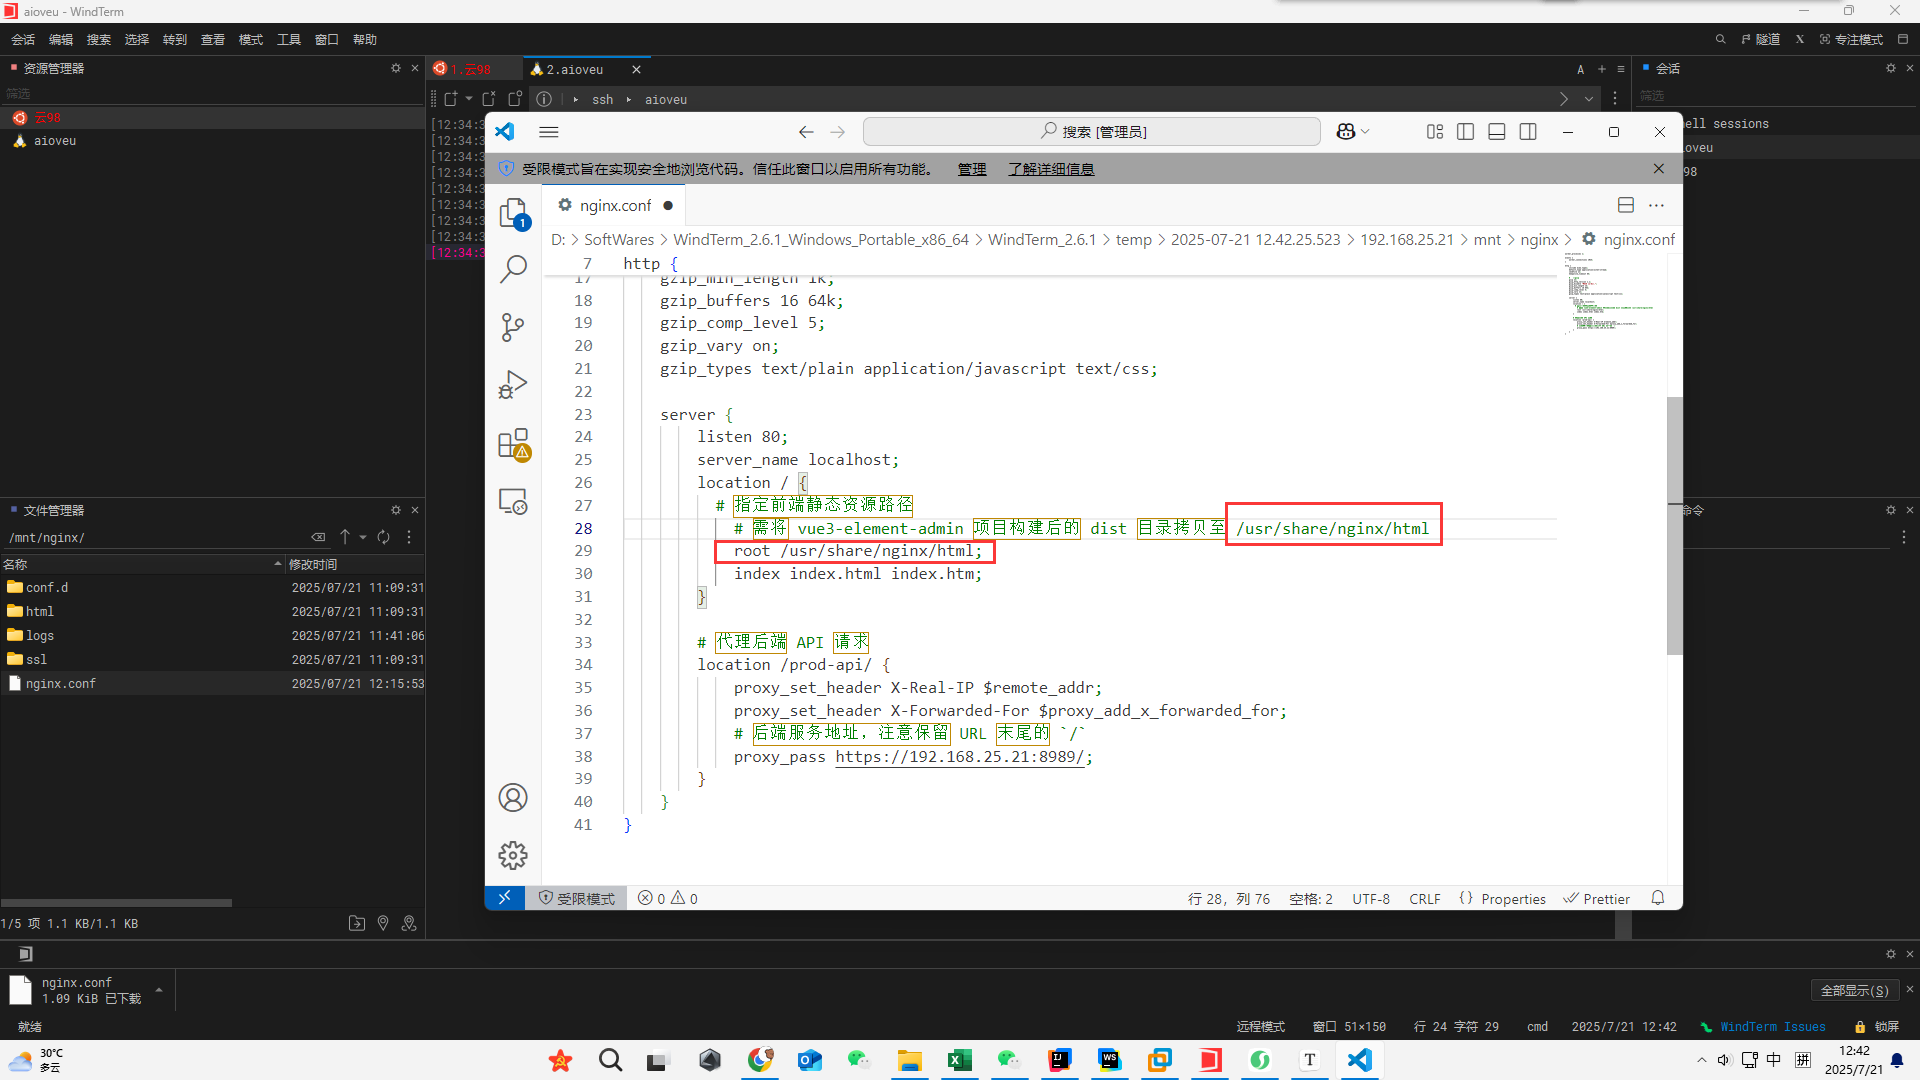 aioveu - WindTerm
会话 编辑 搜索 选择 转到 查看 模式 工具 窗口 帮助
隧道 X 专注模式
资源管理器
筛选
云98
aioveu
1.云98
2.aioveu
A
ssh aioveu
[12:34:3
[12:34:3
[12:34:3
[12:34:3
[12:34:3
[12:34:3
[12:34:3
[12:34:3
[12:34:3
会话
筛选
ell sessions
oveu
98
命令
搜索 [管理员]
受限模式旨在实现安全地浏览代码。信任此窗口以启用所有功能。 管理 了解详细信息
1
nginx.conf
D: > SoftWares > WindTerm_2.6.1_Windows_Portable_x86_64 > WindTerm_2.6.1 > temp > 2025-07-21 12.42.25.523 > 192.168.25.21 > mnt > nginx > nginx.conf
7 http {
17 gzip_min_length 1k;
18 gzip_buffers 16 64k;
19 gzip_comp_level 5;
20 gzip_vary on;
21 gzip_types text/plain application/javascript text/css;
22
23 server {
24 listen 80;
25 server_name localhost;
26 location / {
27 # 指定前端静态资源路径
28 # 需将 vue3-element-admin 项目构建后的 dist 目录拷贝至 /usr/share/nginx/html
29 root /usr/share/nginx/html;
30 index index.html index.htm;
31 }
32
33 # 代理后端 API 请求
34 location /prod-api/ {
35 proxy_set_header X-Real-IP $remote_addr;
36 proxy_set_header X-Forwarded-For $proxy_add_x_forwarded_for;
37 # 后端服务地址，注意保留 URL 末尾的 `/`
38 proxy_pass https://192.168.25.21:8989/;
39 }
40 }
41 }
受限模式 0 0 行 28，列 76 空格: 2 UTF-8 CRLF {} Properties Prettier
文件管理器
/mnt/nginx/
名称 修改时间
conf.d 2025/07/21 11:09:31
html 2025/07/21 11:09:31
logs 2025/07/21 11:41:06
ssl 2025/07/21 11:09:31
nginx.conf 2025/07/21 12:15:53
1/5 项 1.1 KB/1.1 KB
nginx.conf
1.09 KiB 已下载
全部显示(S)
就绪 远程模式 窗口 51×150 行 24 字符 29 cmd 2025/7/21 12:42 WindTerm Issues 锁屏
30℃
多云
中 拼
12:42
2025/7/21